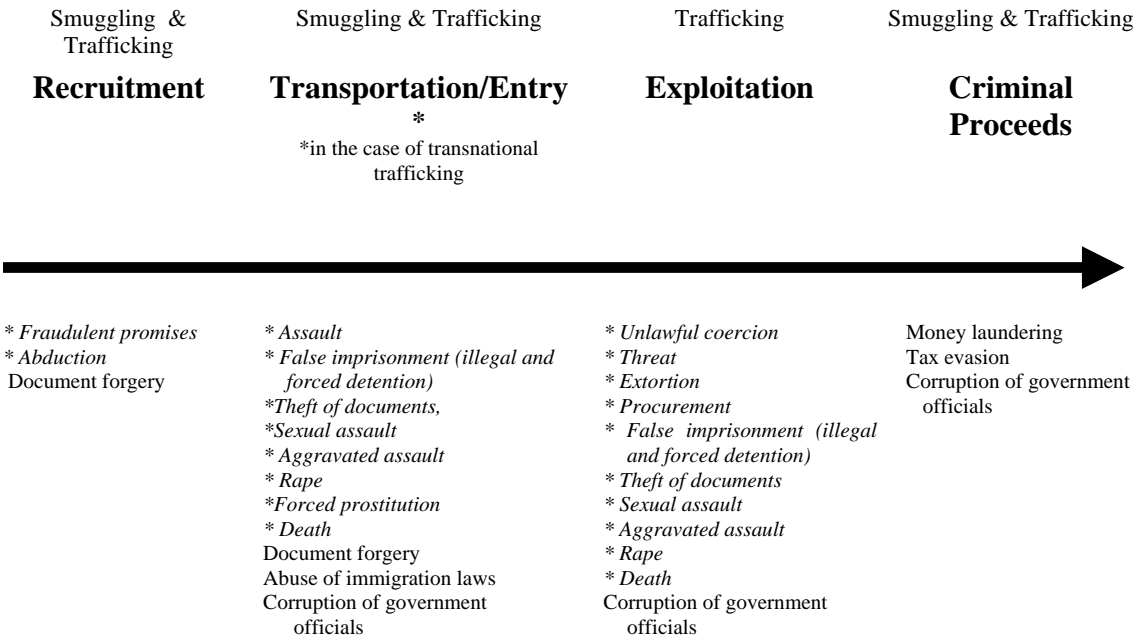 Smuggling & Trafficking
Smuggling & Trafficking
Trafficking
Smuggling & Trafficking
Recruitment
Transportation/Entry
*
*in the case of transnational
trafficking
Exploitation
Criminal
Proceeds
* Fraudulent promises
* Abduction
Document forgery
* Assault
* False imprisonment (illegal and
forced detention)
*Theft of documents,
*Sexual assault
* Aggravated assault
* Rape
*Forced prostitution
* Death
Document forgery
Abuse of immigration laws
Corruption of government
officials
* Unlawful coercion
* Threat
* Extortion
* Procurement
* False imprisonment (illegal
and forced detention)
* Theft of documents
* Sexual assault
* Aggravated assault
* Rape
* Death
Corruption of government
officials
Money laundering
Tax evasion
Corruption of government
officials